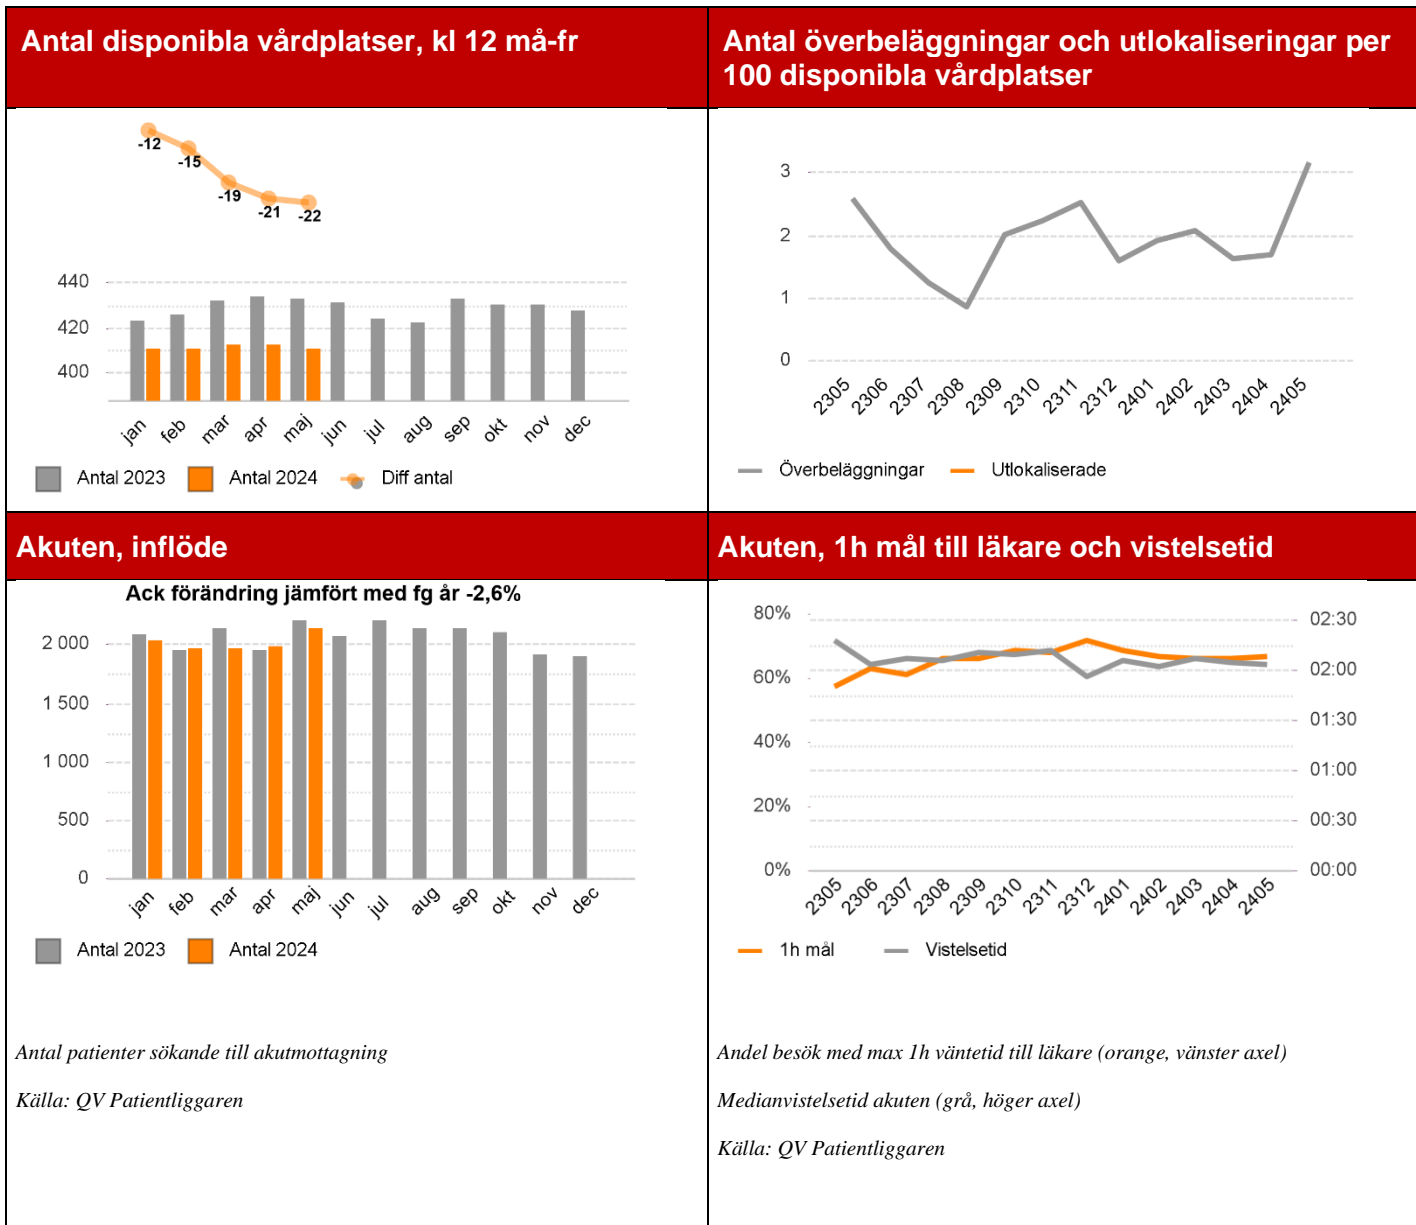 Antal disponibla vårdplatser, kl 12 må-fr
-12
-15
-19
-21
-22
440
420
400
jan feb mar apr maj jun jul aug sep okt nov dec
Antal 2023 Antal 2024 Diff antal
Antal överbeläggningar och utlokaliseringar per
100 disponibla vårdplatser
3
2
1
0
2305 2306 2307 2308 2309 2310 2311 2312 2401 2402 2403 2404 2405
Överbeläggningar Utlokaliserade
Akuten, inflöde
Ack förändring jämfört med fg år -2,6%
2 000
1 500
1 000
500
0
jan feb mar apr maj jun jul aug sep okt nov dec
Antal 2023 Antal 2024
Antal patienter sökande till akutmottagning
Källa: QV Patientliggaren
Akuten, 1h mål till läkare och vistelsetid
80% 02:30
60% 02:00
01:30
40% 01:00
20% 00:30
0% 00:00
2305 2306 2307 2308 2309 2310 2311 2312 2401 2402 2403 2404 2405
1h mål Vistelsetid
Andel besök med max 1h väntetid till läkare (orange, vänster axel)
Medianvistelsetid akuten (grå, höger axel)
Källa: QV Patientliggaren